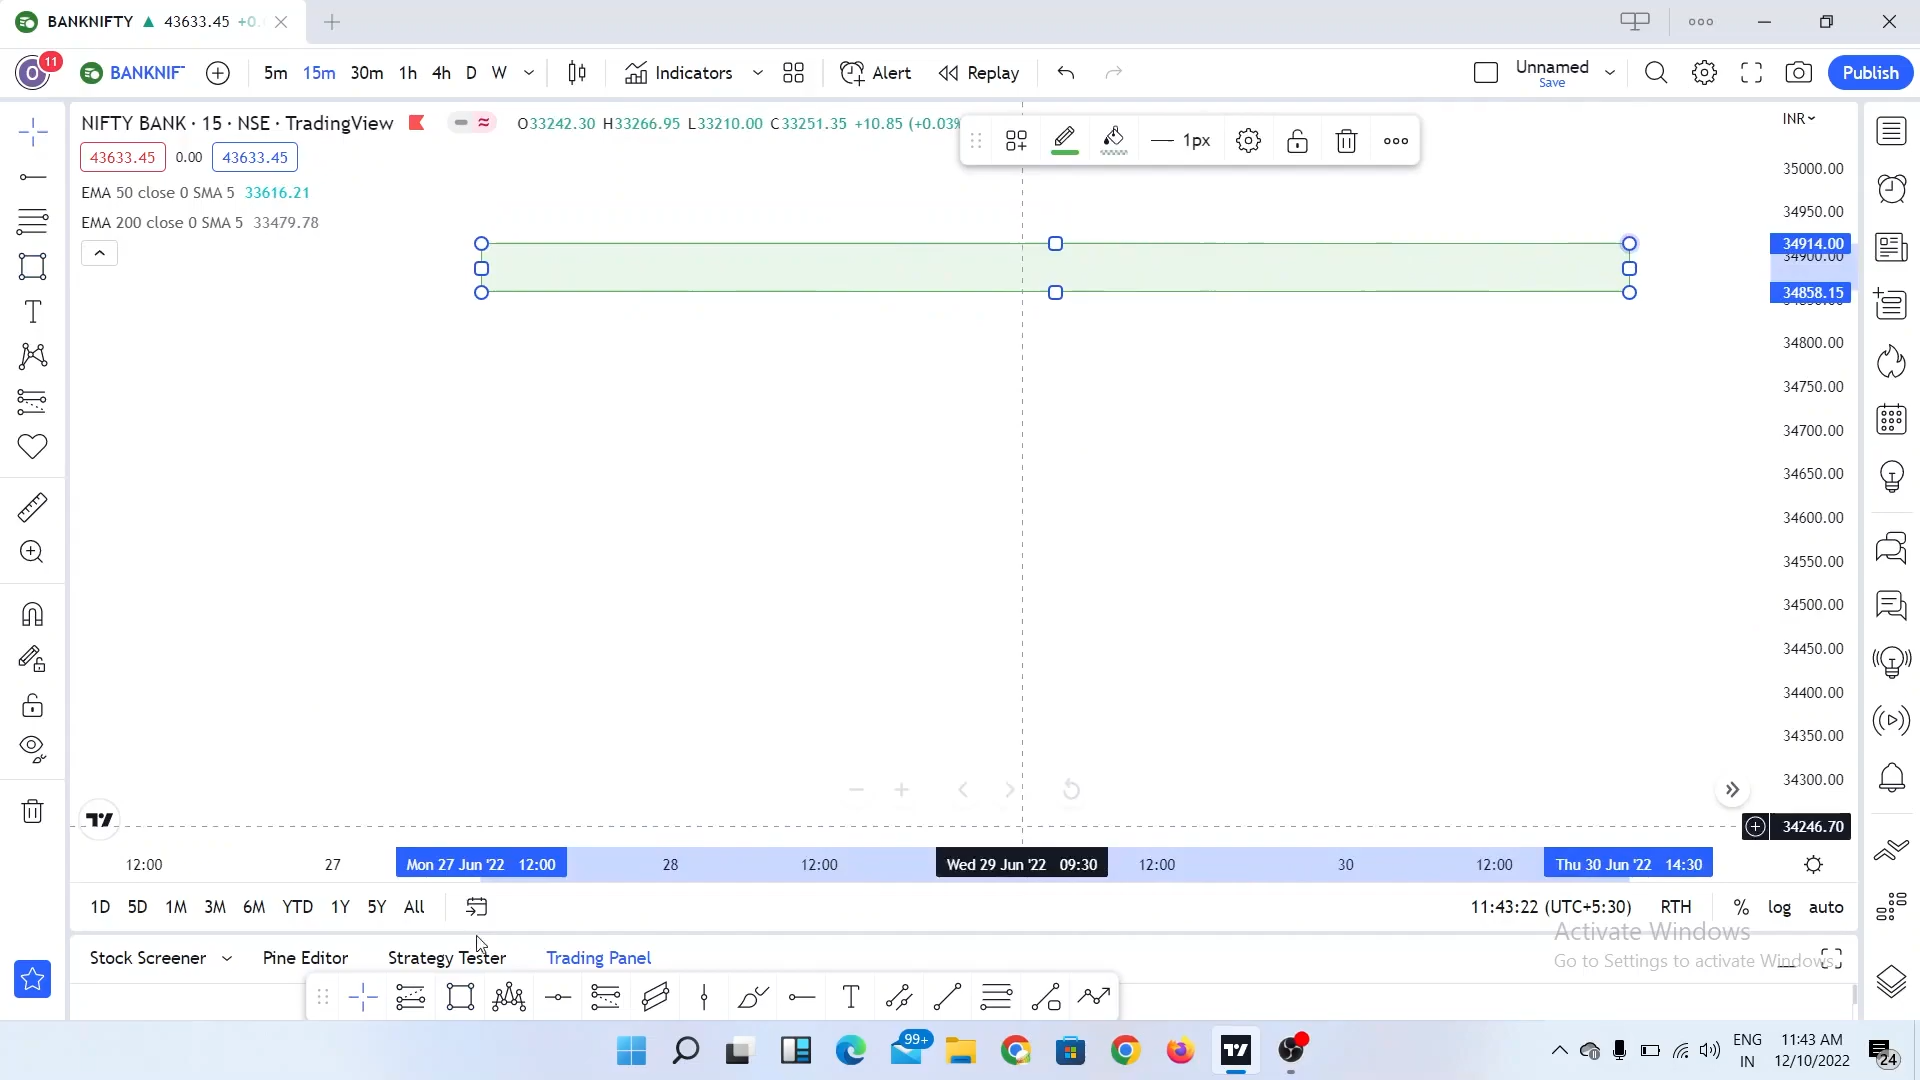 BANKNIFTY ▲ 43633.45 +0.
O 11 BANKNIFT 5m 15m 30m 1h 4h D W Indicators Alert Replay Unnamed Save Publish
NIFTY BANK · 15 · NSE · TradingView O33242.30 H33266.95 L33210.00 C33251.35 +10.85 (+0.03% 1px INR
43633.45 0.00 43633.45
EMA 50 close 0 SMA 5 33616.21
EMA 200 close 0 SMA 5 33479.78
35000.00
34950.00
34914.00
34900.00
34858.15
34800.00
34750.00
34700.00
34650.00
34600.00
34550.00
34500.00
34450.00
34400.00
34350.00
34300.00
34246.70
12:00 27 Mon 27 Jun '22 12:00 28 12:00 Wed 29 Jun '22 09:30 12:00 30 12:00 Thu 30 Jun '22 14:30
1D 5D 1M 3M 6M YTD 1Y 5Y All 11:43:22 (UTC+5:30) RTH % log auto
Activate Windows
Go to Settings to activate Windows.
Stock Screener Pine Editor Strategy Tester Trading Panel
99+
ENG IN
11:43 AM
12/10/2022
24